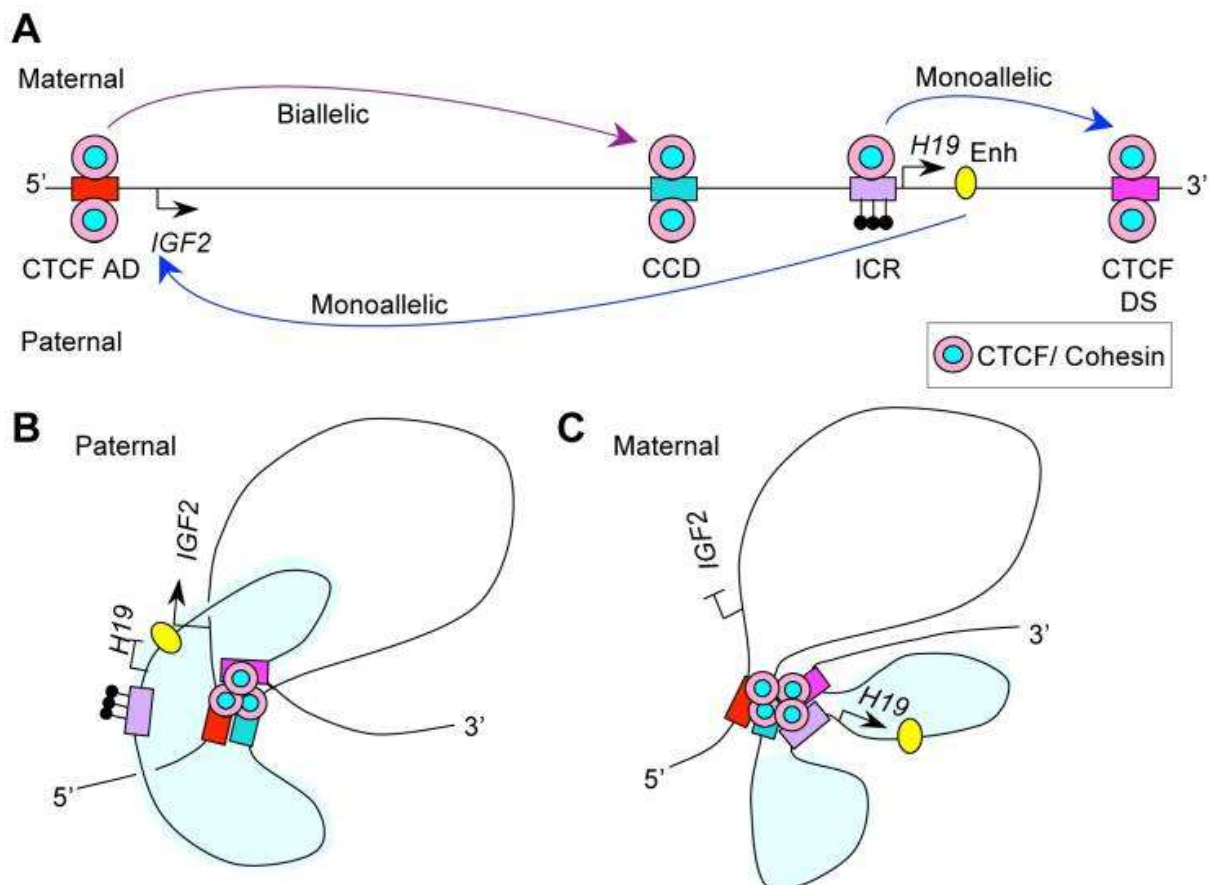 A
Maternal
Monoallelic
Biallelic
H19
Enh
5’
3’
IGF2
CTCF AD
CCD
ICR
CTCF
DS
Monoallelic
Paternal
CTCF/ Cohesin
B
Paternal
IGF2
H19
3’
5’
C
Maternal
IGF2
3’
H19
5’